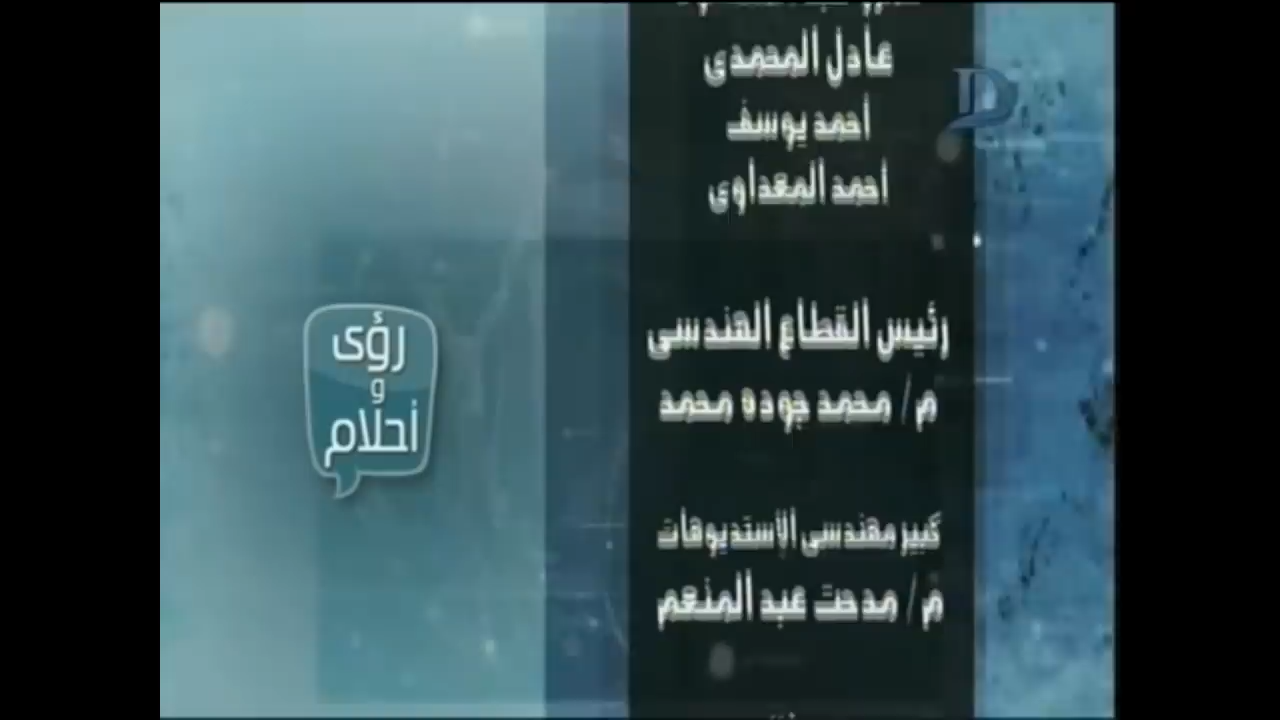 عادل المحمدى
أحمد يوسف
أحمد المعداوى
رئيس القطاع الهندسى
م/ محمد جوده محمد
كبير مهندسى الإستديوهات
م/ مدحت عبد المنعم
رؤى
و
أحلام
D